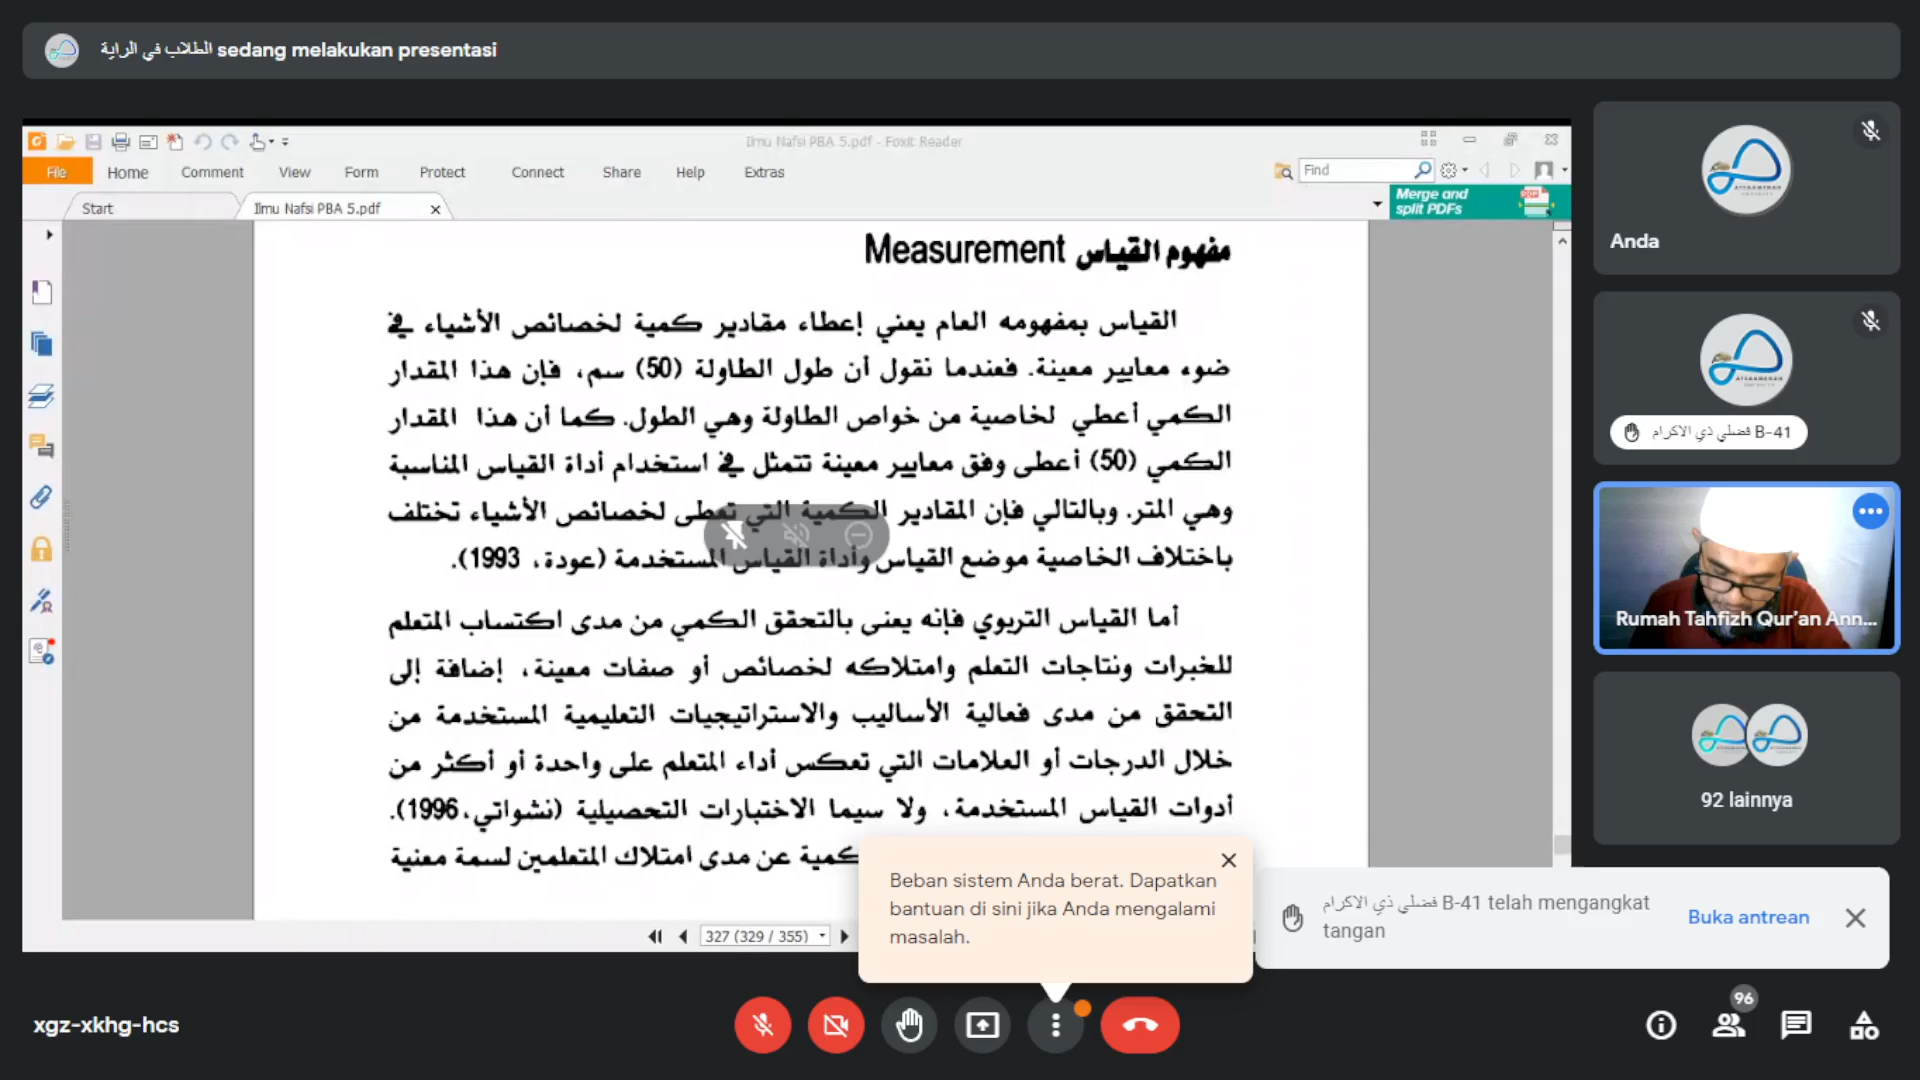 الطلاب في الراية sedang melakukan presentasi
Ilmu Nafsi PBA 5.pdf - Foxit Reader
File Home Comment View Form Protect Connect Share Help Extras
Find
Start
Ilmu Nafsi PBA 5.pdf
Merge and
split PDFs
مفهوم القياس Measurement
القياس بمفهومه العام يعني إعطاء مقادير كمية لخصائص الأشياء في
ضوء معايير معينة. فعندما نقول أن طول الطاولة (50) سم، فإن هذا المقدار
الكمي أعطي لخاصية من خواص الطاولة وهي الطول. كما أن هذا المقدار
الكمي (50) أعطى وفق معايير معينة تتمثل في استخدام أداة القياس المناسبة
وهي المتر. وبالتالي فإن المقادير الكمية التي تعطى لخصائص الأشياء تختلف
باختلاف الخاصية موضع القياس وأداة القياس المستخدمة (عودة، 1993).
أما القياس التربوي فإنه يعنى بالتحقق الكمي من مدى اكتساب المتعلم
للخبرات ونتاجات التعلم وامتلاكه لخصائص أو صفات معينة، إضافة إلى
التحقق من مدى فعالية الأساليب والاستراتيجيات التعليمية المستخدمة من
خلال الدرجات أو العلامات التي تعكس أداء المتعلم على واحدة أو أكثر من
أدوات القياس المستخدمة، ولا سيما الاختبارات التحصيلية (نشواتي،1996).
كمية عن مدى امتلاك المتعلمين لسمة معنية
327 (329 / 355)
Anda
فضلي ذي الاكرام B-41
Rumah Tahfizh Qur'an Ann...
92 lainnya
Beban sistem Anda berat. Dapatkan
bantuan di sini jika Anda mengalami
masalah.
فضلي ذي الاكرام B-41 telah mengangkat
tangan
Buka antrean
xgz-xkhg-hcs
96